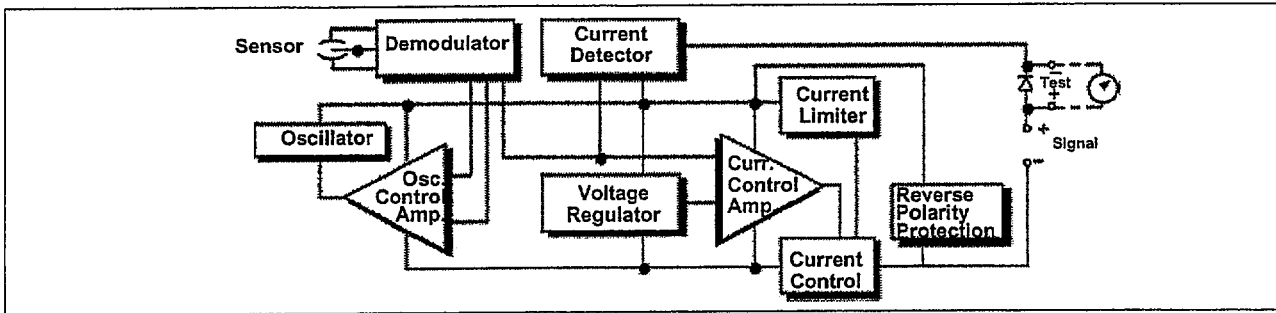 Sensor
Demodulator
Current
Detector
Test
+
Signal
+
-
Current
Limiter
Oscillator
Osc.
Control
Amp.
Voltage
Regulator
Curr.
Control
Amp.
Reverse
Polarity
Protection
Current
Control